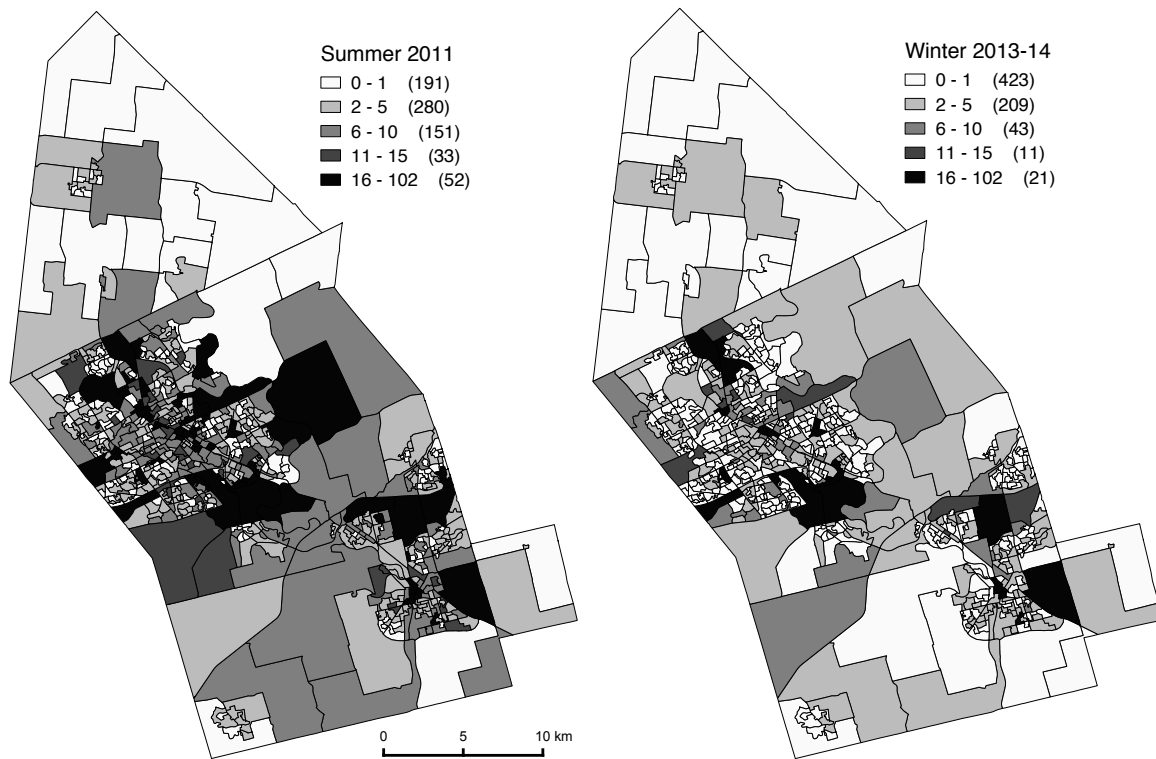 Summer 2011
0 - 1 (191)
2 - 5 (280)
6 - 10 (151)
11 - 15 (33)
16 - 102 (52)
Winter 2013-14
0 - 1 (423)
2 - 5 (209)
6 - 10 (43)
11 - 15 (11)
16 - 102 (21)
0 5 10 km